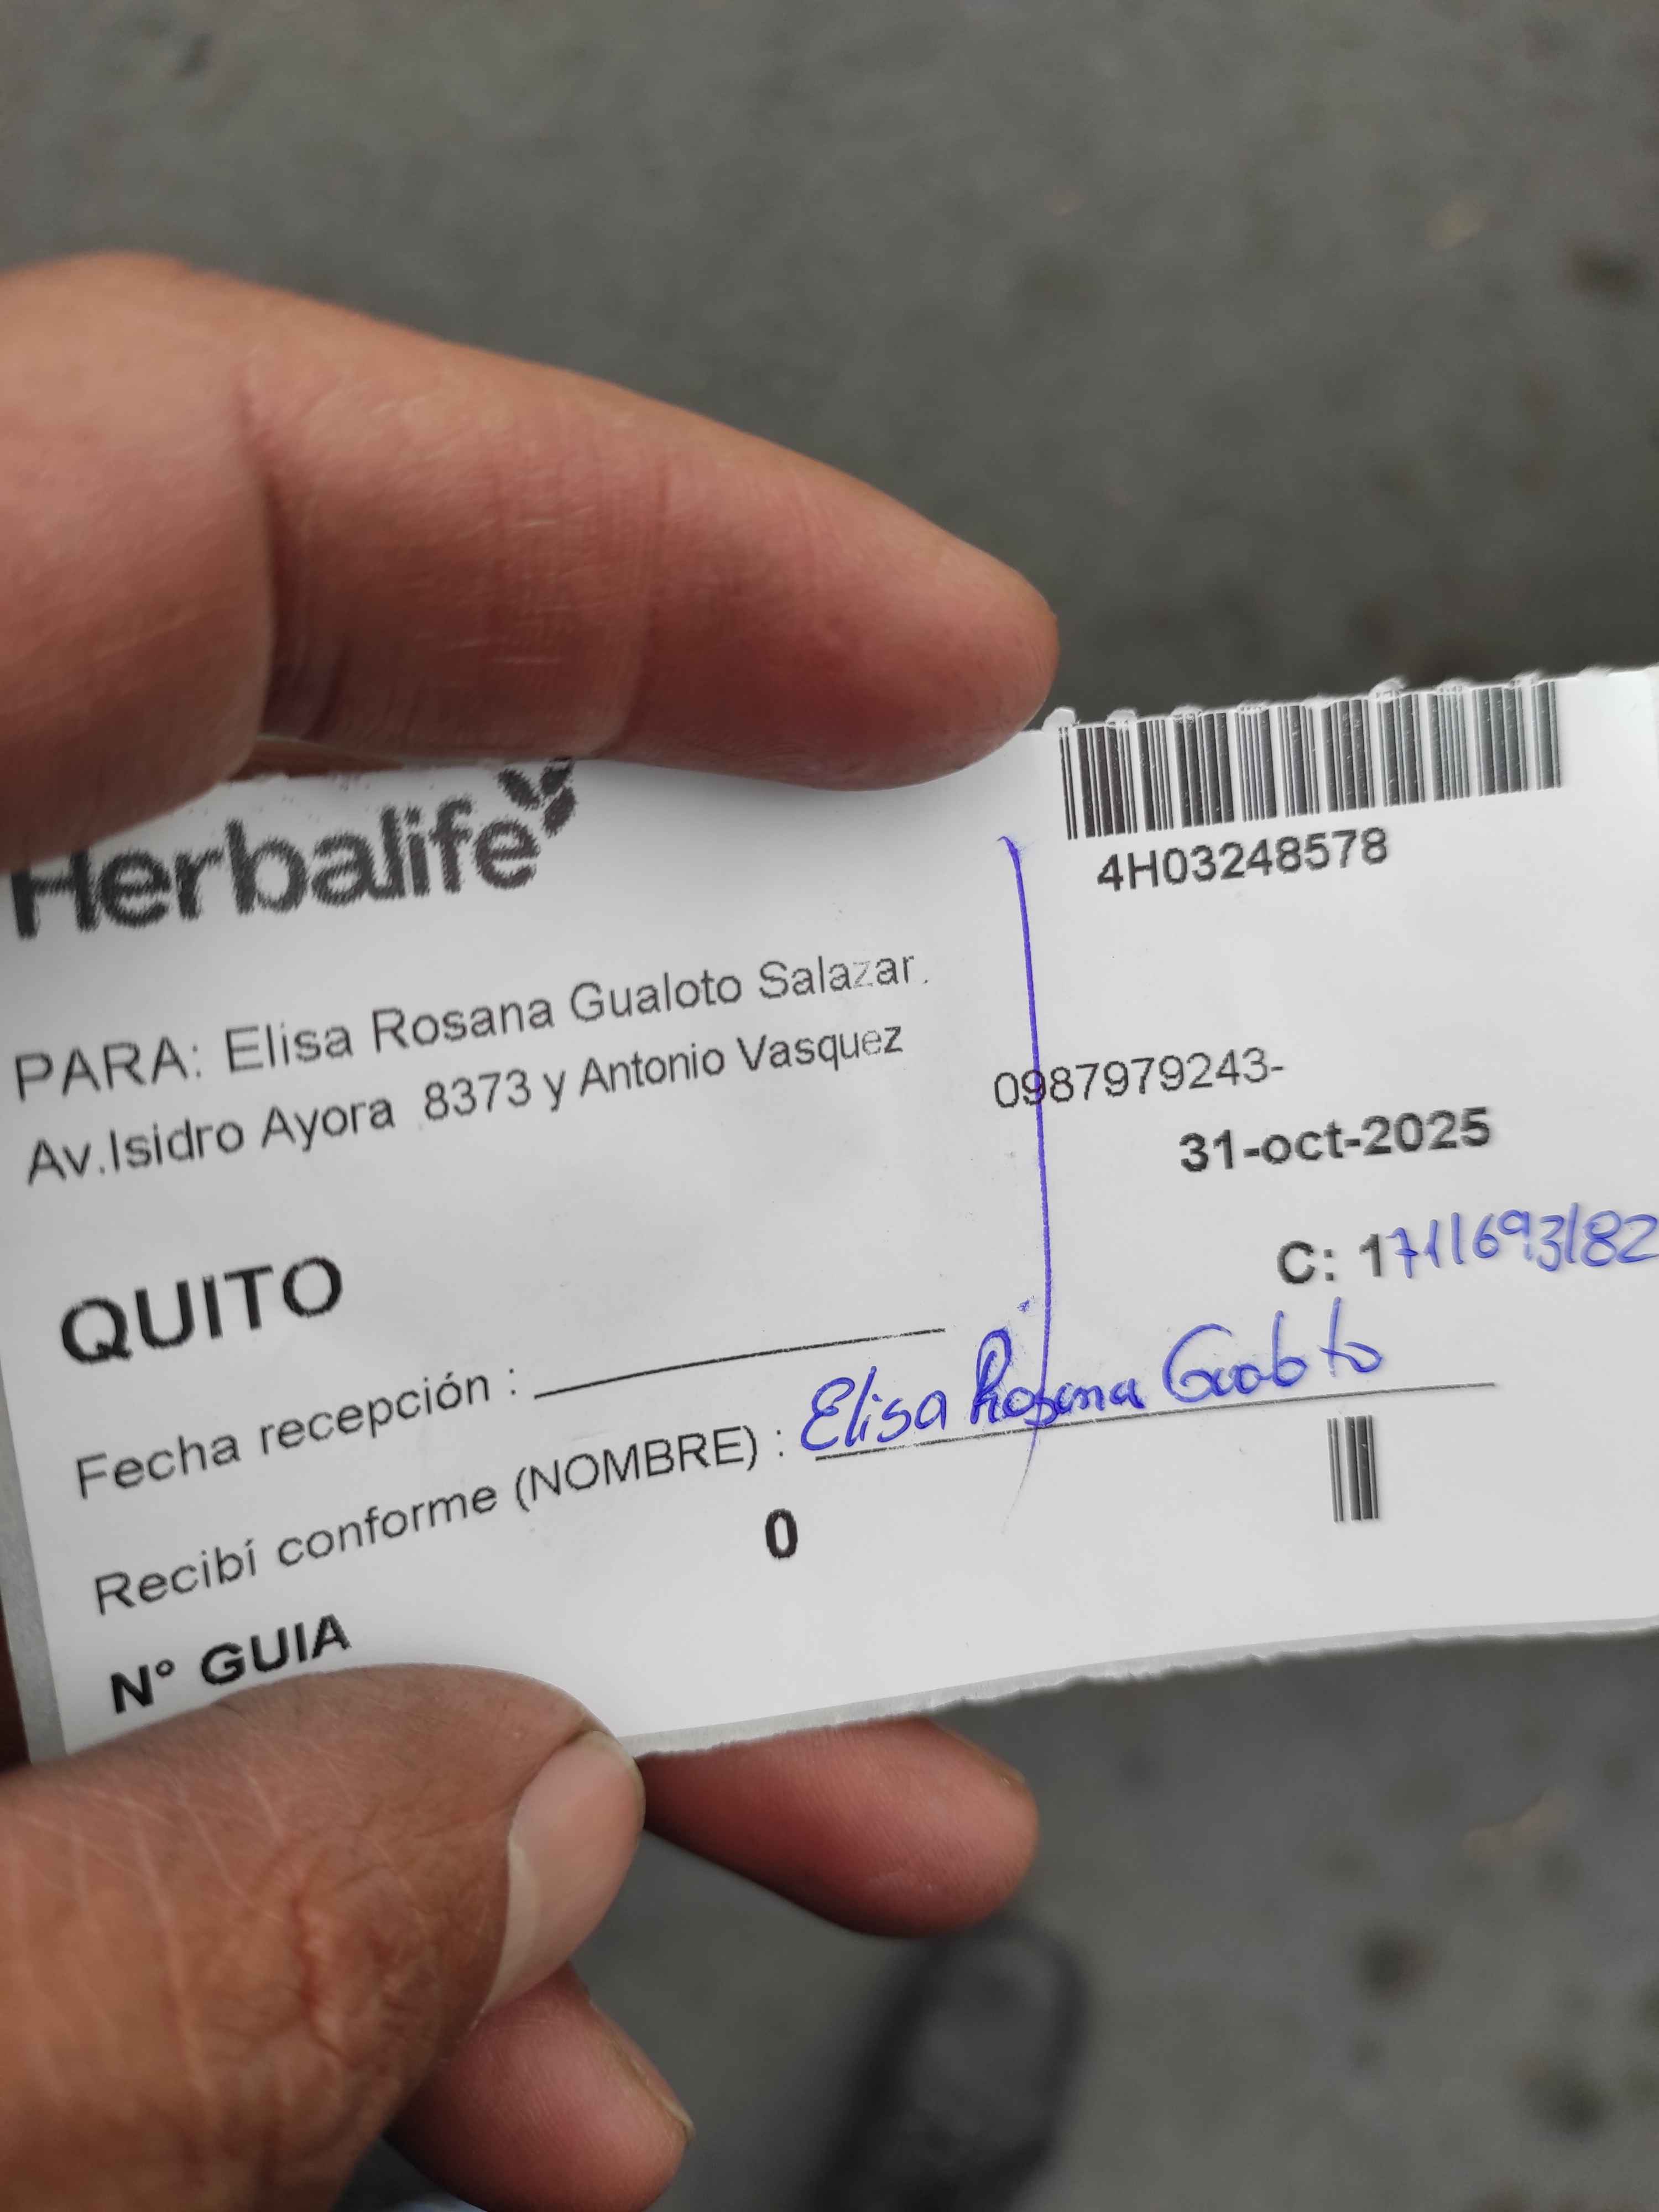 Herbalife
4H03248578
PARA: Elisa Rosana Gualoto Salazar.
Av.Isidro Ayora 8373 y Antonio Vasquez
0987979243-
31-oct-2025
QUITO
C: 1711693182
Fecha recepción :
Recibí conforme (NOMBRE) : Elisa Rosana Gualoto
0
N° GUIA